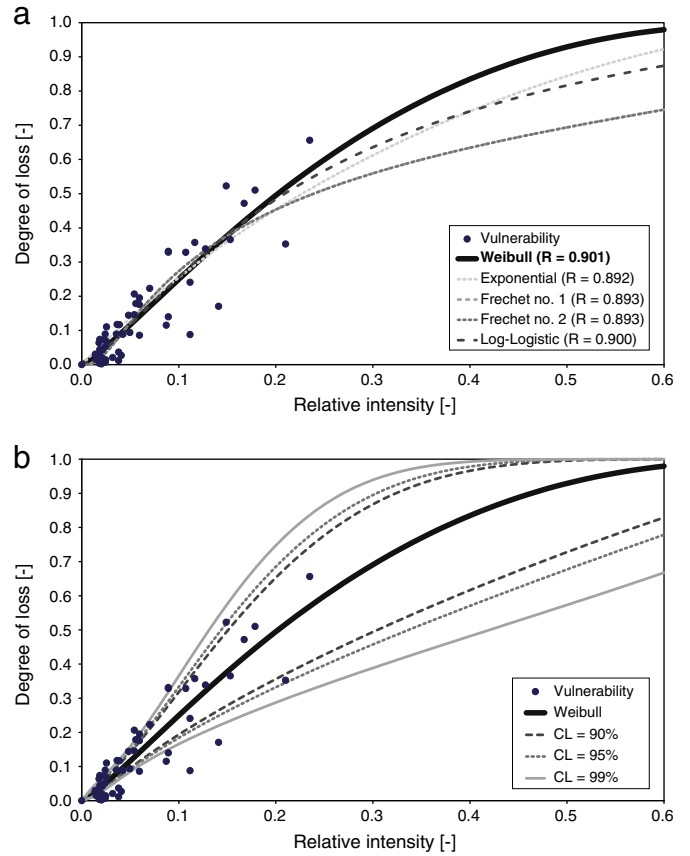 a
1.0
0.9
0.8
0.7
0.6
0.5
0.4
0.3
0.2
0.1
0.0
Degree of loss [-]
Vulnerability
Weibull (R = 0.901)
Exponential (R = 0.892)
Frechet no. 1 (R = 0.893)
Frechet no. 2 (R = 0.893)
Log-Logistic (R = 0.900)
0.0 0.1 0.2 0.3 0.4 0.5 0.6
Relative intensity [-]
b
1.0
0.9
0.8
0.7
0.6
0.5
0.4
0.3
0.2
0.1
0.0
Degree of loss [-]
Vulnerability
Weibull
CL = 90%
CL = 95%
CL = 99%
0.0 0.1 0.2 0.3 0.4 0.5 0.6
Relative intensity [-]